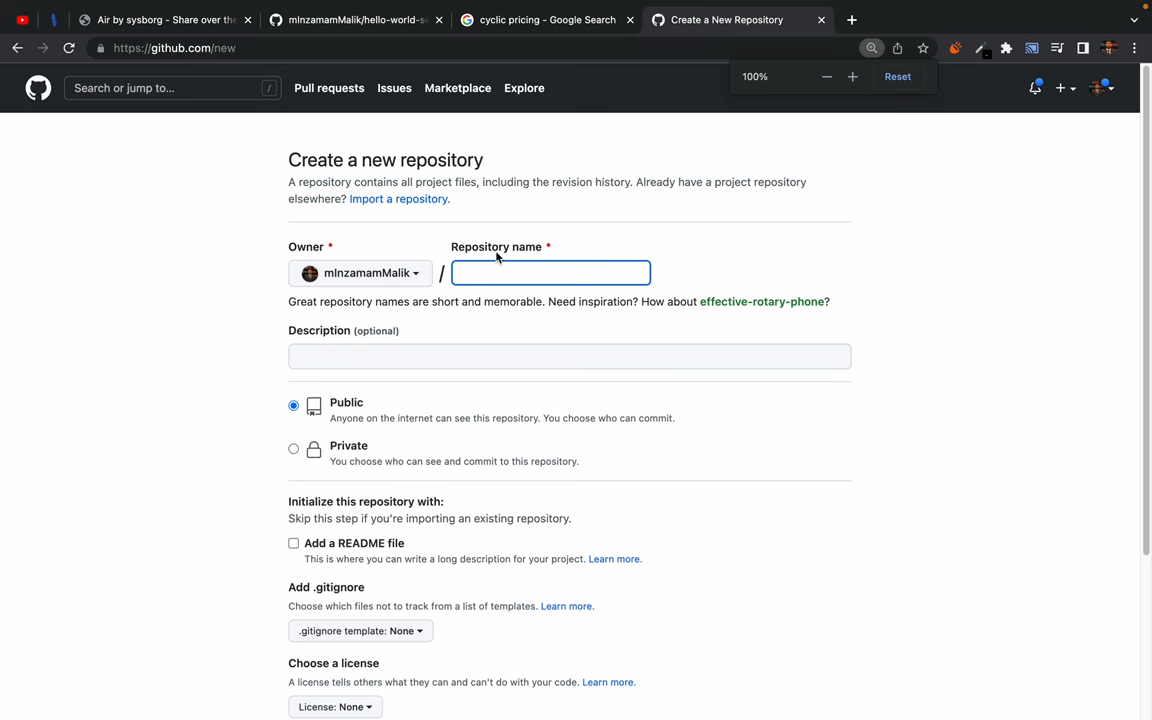 Air by sysborg - Share over the
mInzamamMalik/hello-world-s
cyclic pricing - Google Search
Create a New Repository
https://github.com/new
100%
Reset
Search or jump to...
/
Pull requests
Issues
Marketplace
Explore
Create a new repository
A repository contains all project files, including the revision history. Already have a project repository
elsewhere? Import a repository.
Owner *
Repository name *
mInzamamMalik
/
Great repository names are short and memorable. Need inspiration? How about effective-rotary-phone?
Description (optional)
Public
Anyone on the internet can see this repository. You choose who can commit.
Private
You choose who can see and commit to this repository.
Initialize this repository with:
Skip this step if you're importing an existing repository.
Add a README file
This is where you can write a long description for your project. Learn more.
Add .gitignore
Choose which files not to track from a list of templates. Learn more.
.gitignore template: None
Choose a license
A license tells others what they can and can't do with your code. Learn more.
License: None